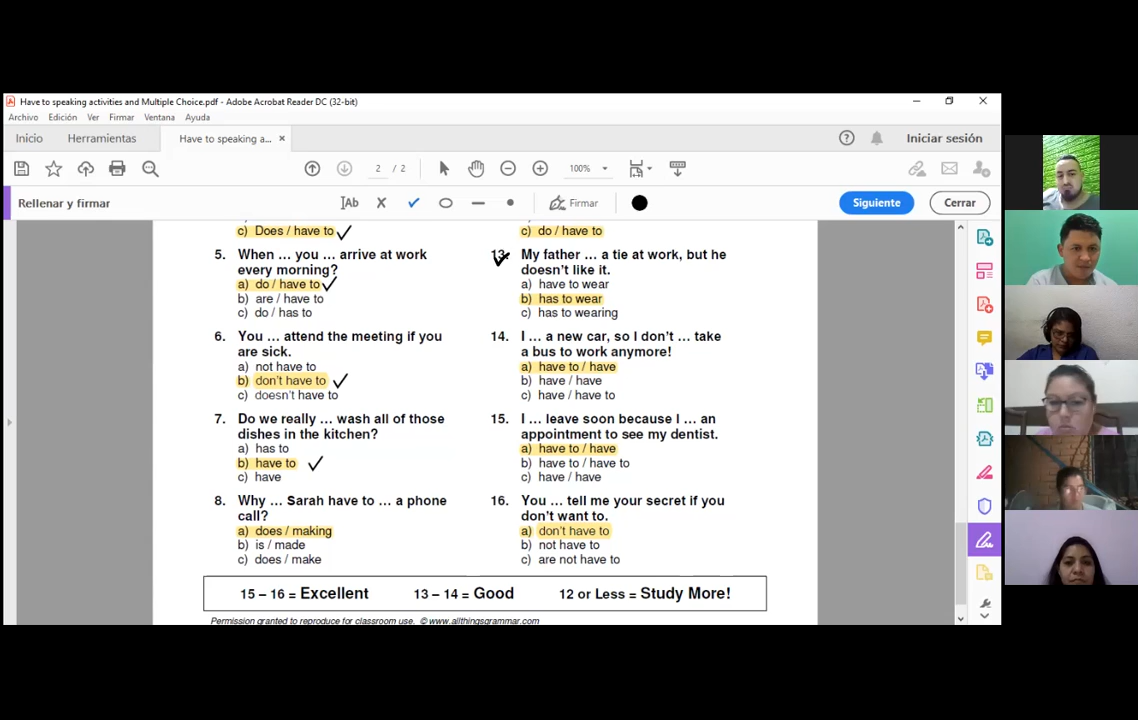 Have to speaking activities and Multiple Choice.pdf - Adobe Acrobat Reader DC (32-bit)
Archivo Edición Ver Firmar Ventana Ayuda
Inicio Herramientas Have to speaking a... Iniciar sesión
2 / 2 100%
Rellenar y firmar Ab Firmar Siguiente Cerrar
c) Does / have to
5. When ... you ... arrive at work
every morning?
a) do / have to
b) are / have to
c) do / has to
6. You ... attend the meeting if you
are sick.
a) not have to
b) don't have to
c) doesn't have to
7. Do we really ... wash all of those
dishes in the kitchen?
a) has to
b) have to
c) have
8. Why ... Sarah have to ... a phone
call?
a) does / making
b) is / made
c) does / make
c) do / have to
13. My father ... a tie at work, but he
doesn't like it.
a) have to wear
b) has to wear
c) has to wearing
14. I ... a new car, so I don't ... take
a bus to work anymore!
a) have to / have
b) have / have
c) have / have to
15. I ... leave soon because I ... an
appointment to see my dentist.
a) have to / have
b) have to / have to
c) have / have
16. You ... tell me your secret if you
don't want to.
a) don't have to
b) not have to
c) are not have to
15 – 16 = Excellent 13 – 14 = Good 12 or Less = Study More!
Permission granted to reproduce for classroom use. © www.allthingsgrammar.com